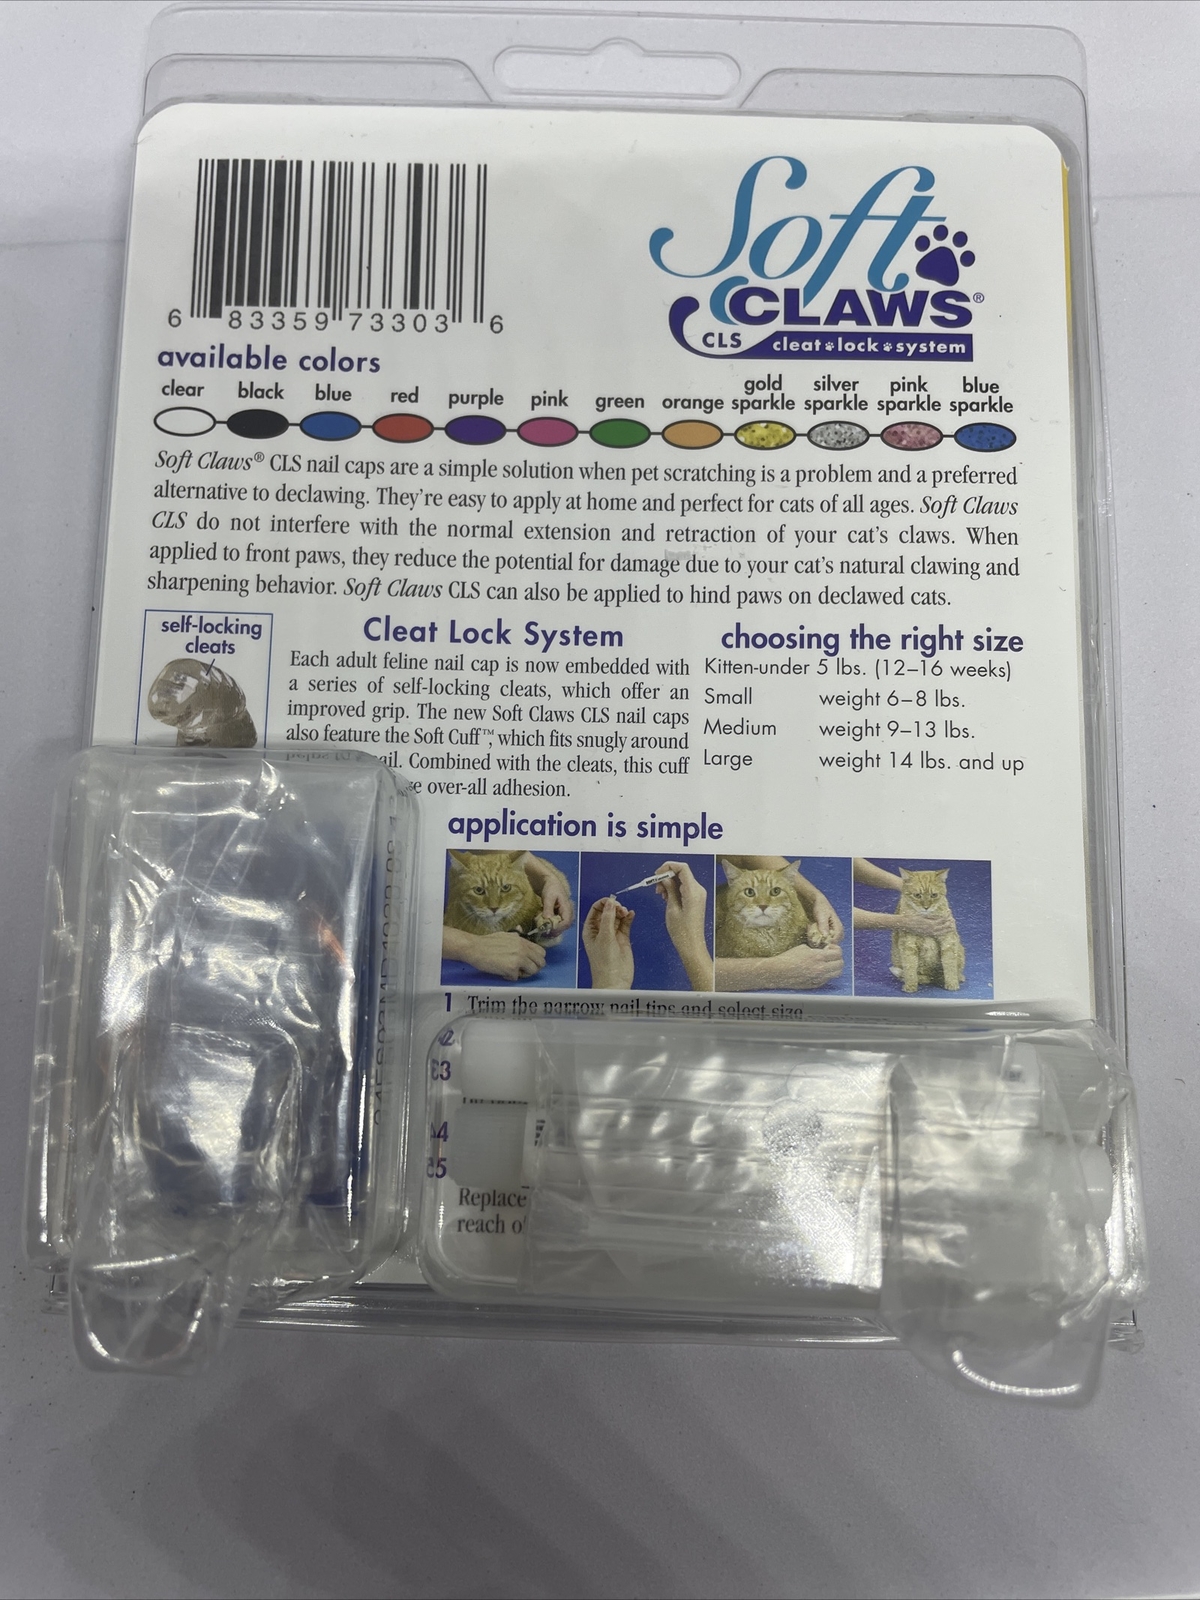 6 83359 73303 6
Soft
CLAWS®
CLS cleat lock system
available colors
clear black blue red purple pink green orange gold sparkle silver sparkle pink sparkle blue sparkle
Soft Claws® CLS nail caps are a simple solution when pet scratching is a problem and a preferred
alternative to declawing. They're easy to apply at home and perfect for cats of all ages. Soft Claws
CLS do not interfere with the normal extension and retraction of your cat's claws. When
applied to front paws, they reduce the potential for damage due to your cat's natural clawing and
sharpening behavior. Soft Claws CLS can also be applied to hind paws on declawed cats.
self-locking
cleats
Cleat Lock System
Each adult feline nail cap is now embedded with
a series of self-locking cleats, which offer an
improved grip. The new Soft Claws CLS nail caps
also feature the Soft Cuff™, which fits snugly around
Combined with the cleats, this cuff
over-all adhesion.
choosing the right size
Kitten-under 5 lbs. (12–16 weeks)
Small weight 6–8 lbs.
Medium weight 9–13 lbs.
Large weight 14 lbs. and up
application is simple
1 Trim the narrow nail tips and select size
2
3
4
5
Replace
reach